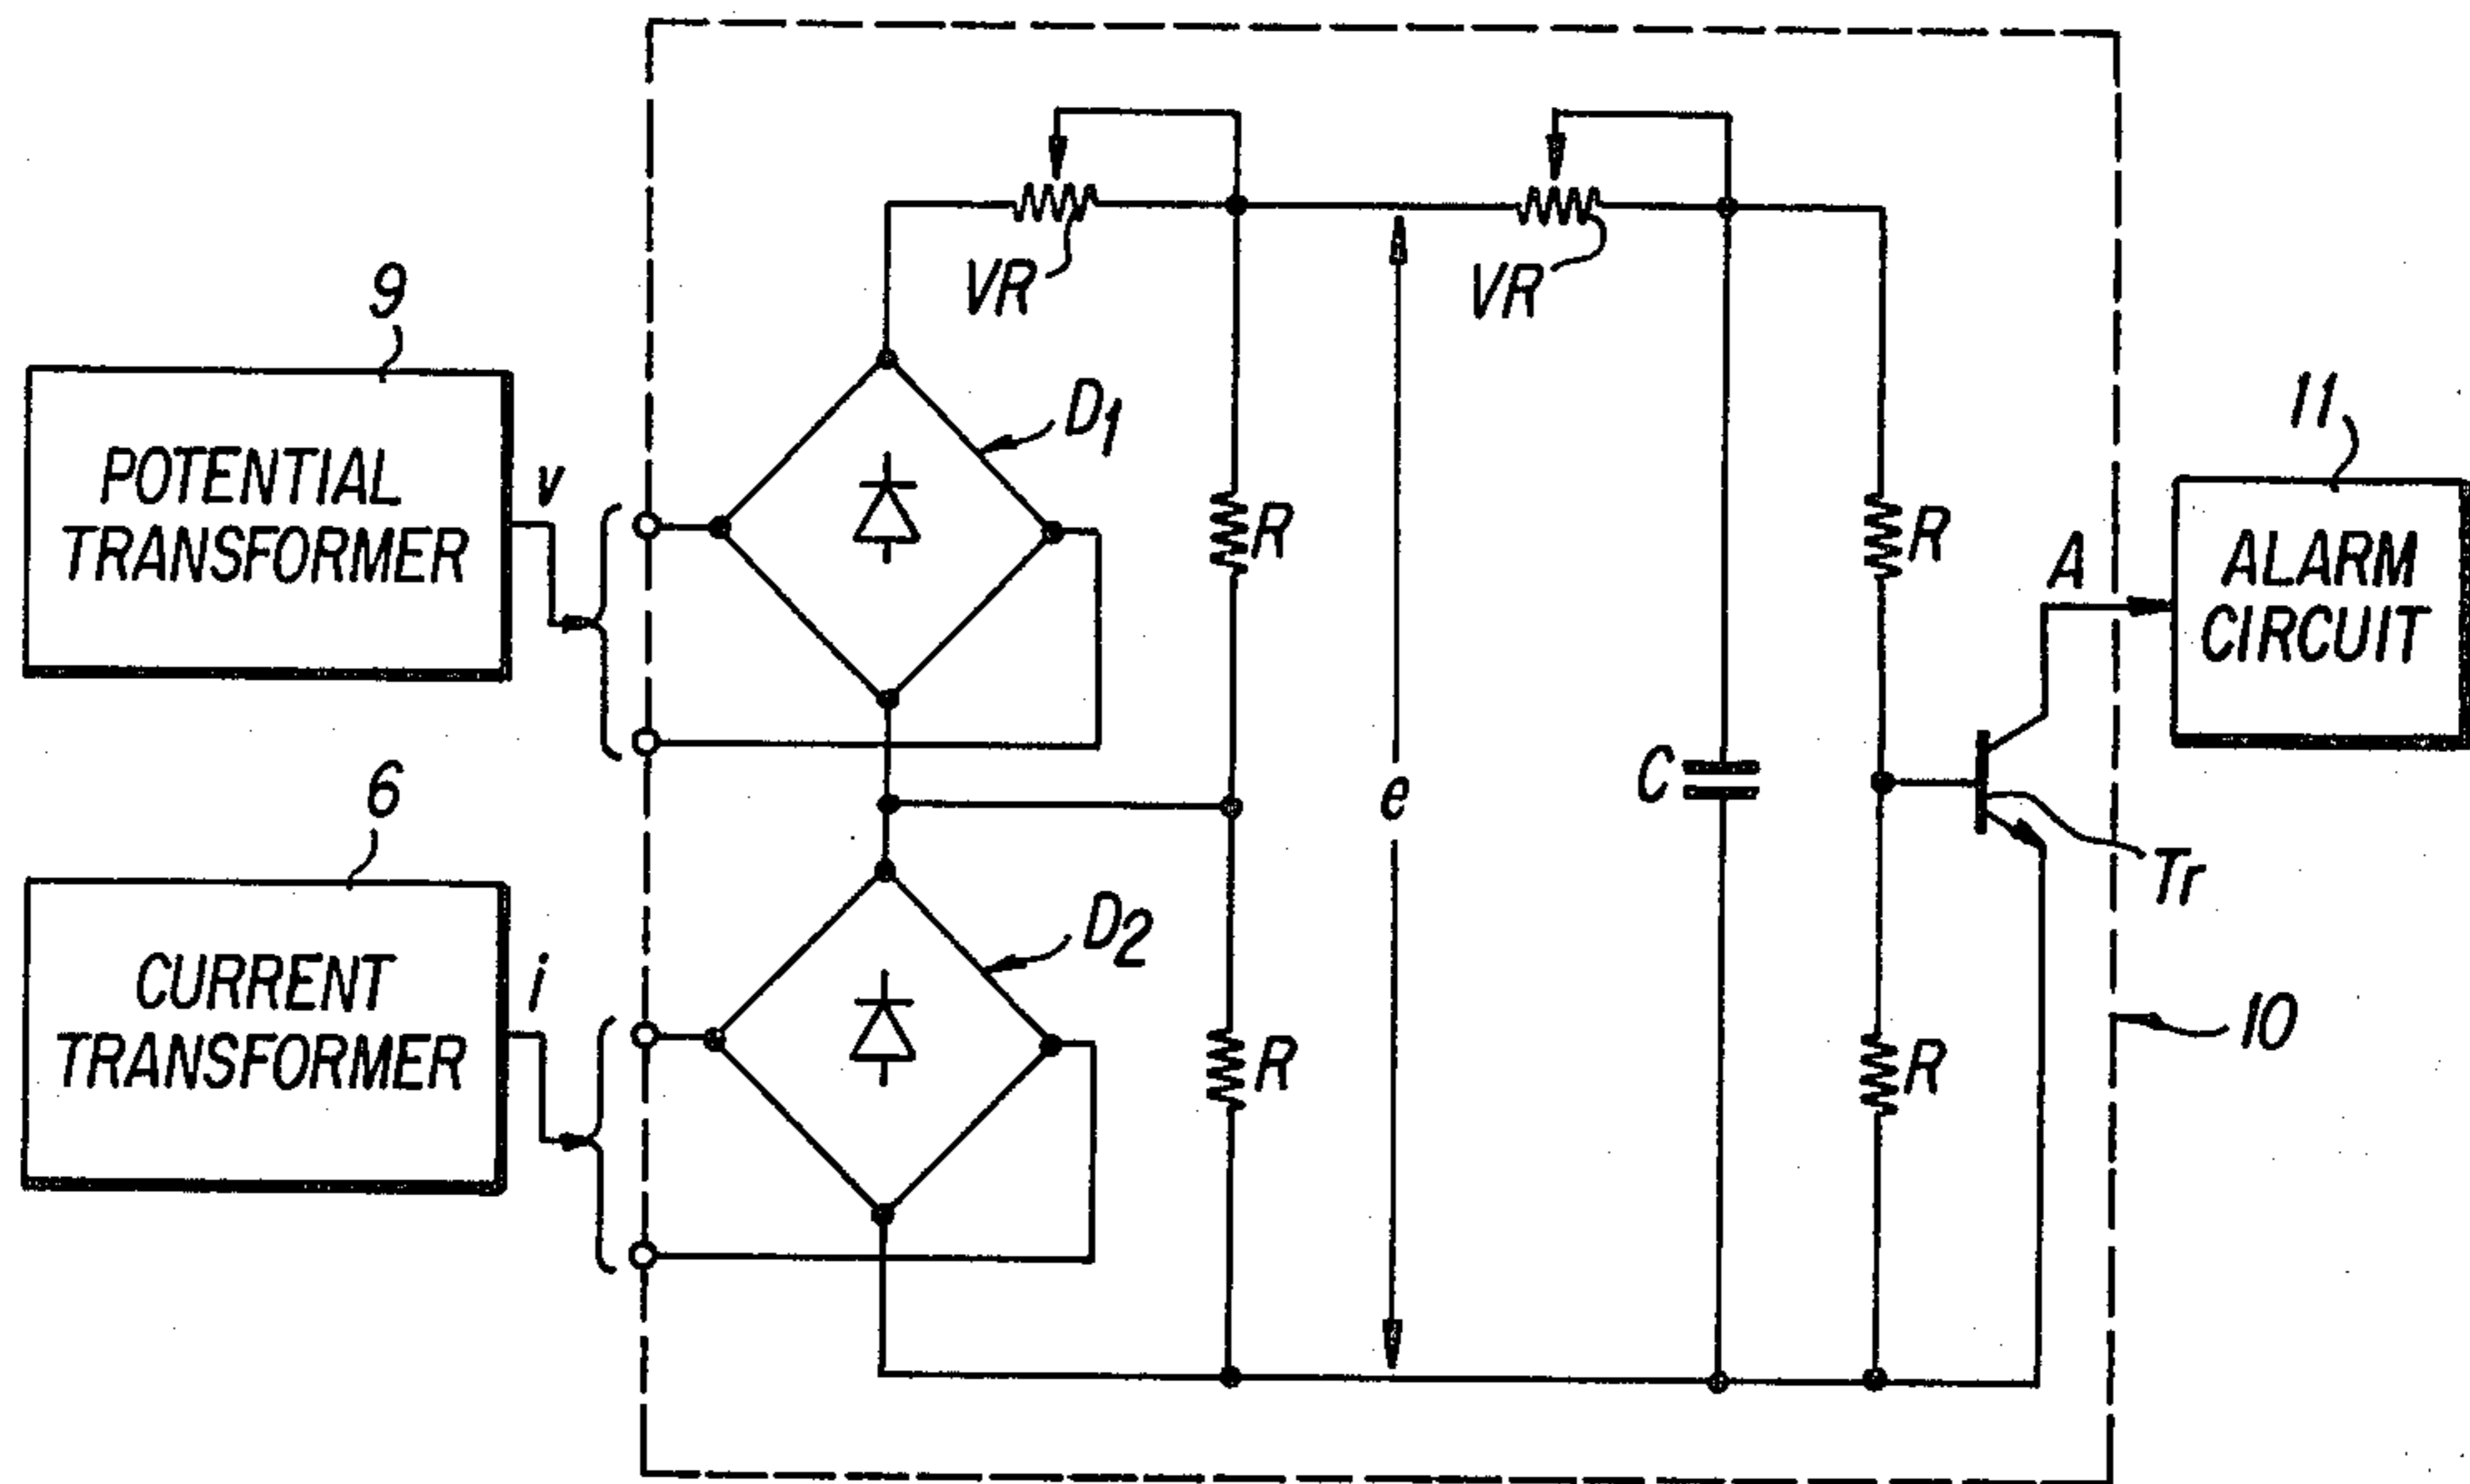 9
POTENTIAL
TRANSFORMER
v
6
CURRENT
TRANSFORMER
i
VR
VR
D1
D2
R
R
e
C
R
R
A
Tr
11
ALARM
CIRCUIT
10